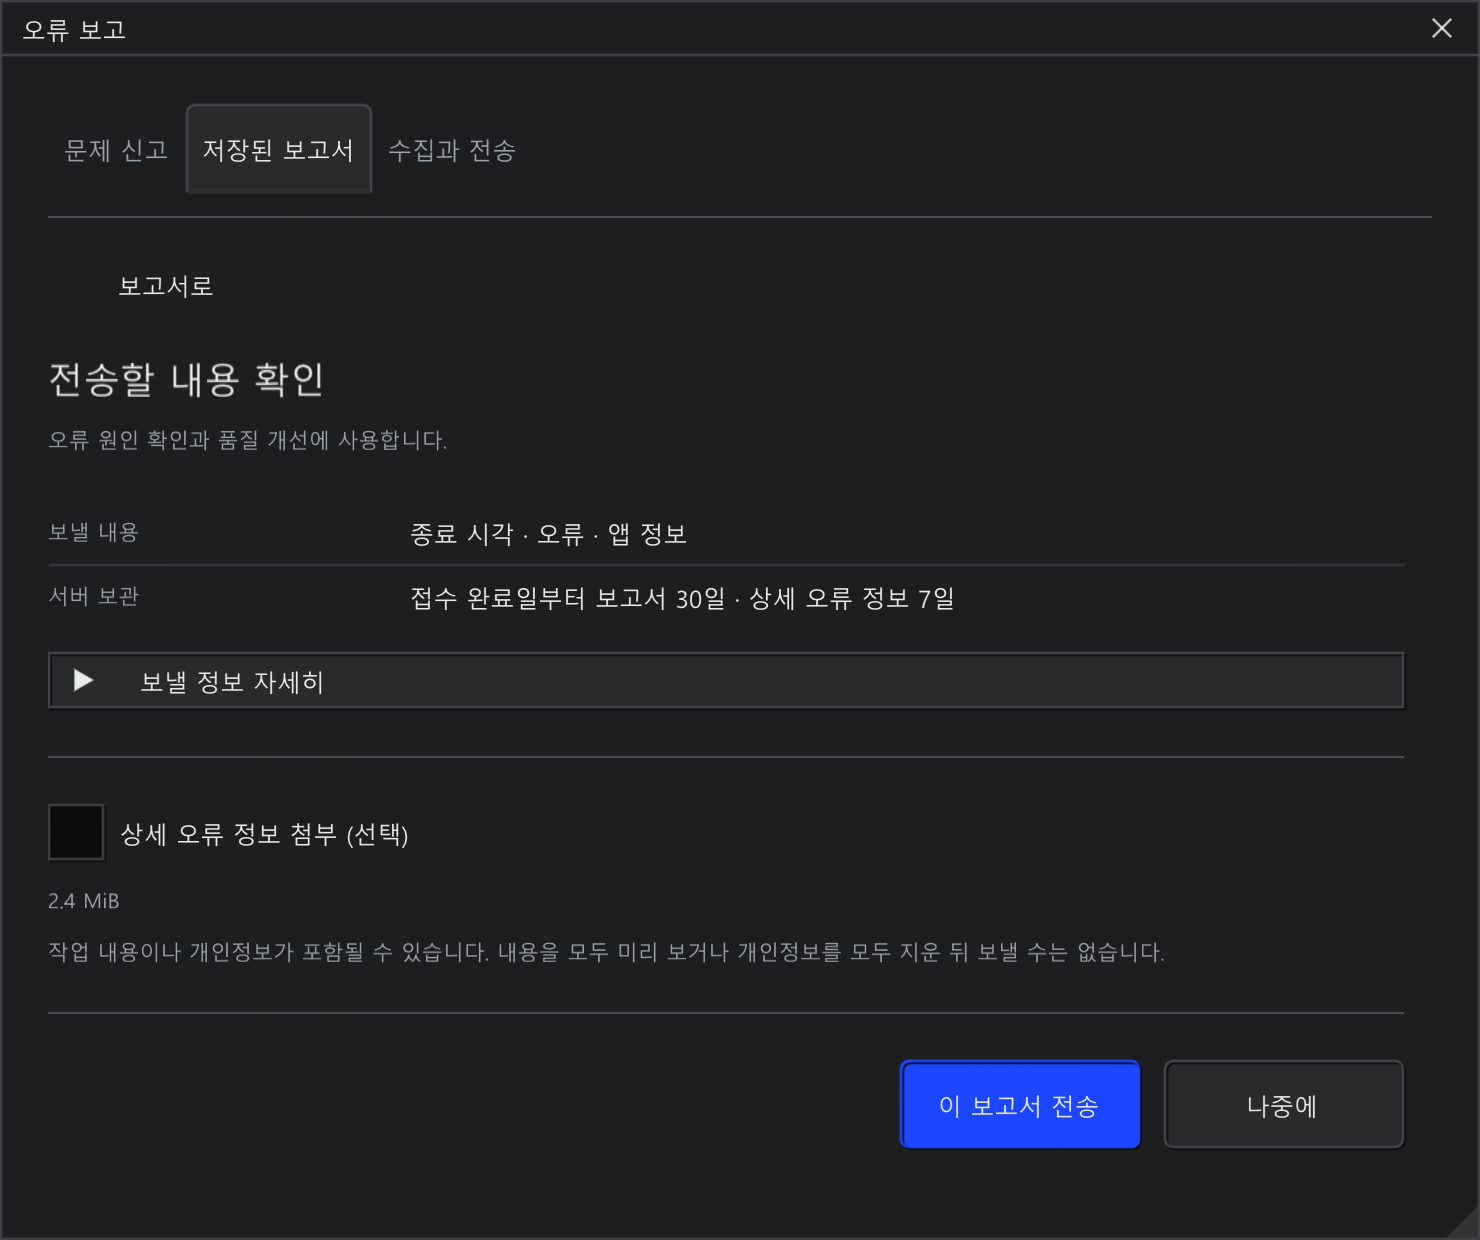 오류 보고
문제 신고
저장된 보고서
수집과 전송
보고서로
전송할 내용 확인
오류 원인 확인과 품질 개선에 사용합니다.
보낼 내용
종료 시각 · 오류 · 앱 정보
서버 보관
접수 완료일부터 보고서 30일 · 상세 오류 정보 7일
보낼 정보 자세히
상세 오류 정보 첨부 (선택)
2.4 MiB
작업 내용이나 개인정보가 포함될 수 있습니다. 내용을 모두 미리 보거나 개인정보를 모두 지운 뒤 보낼 수는 없습니다.
이 보고서 전송
나중에